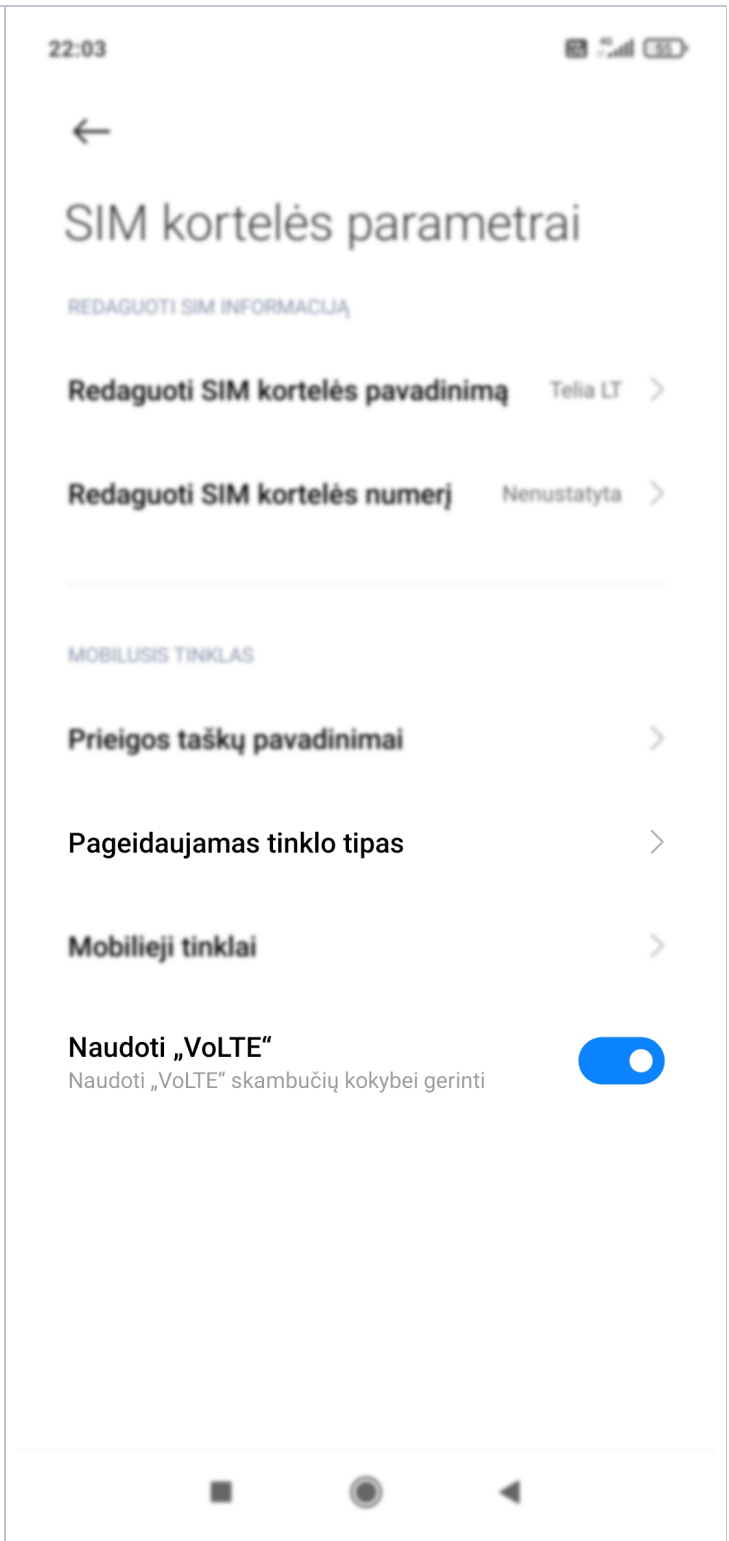 22:03
SIM kortelės parametrai
REDAGUOTI SIM INFORMACIJĄ
Redaguoti SIM kortelės pavadinimą Telia LT
Redaguoti SIM kortelės numerį Nenustatyta
MOBILUSIS TINKLAS
Prieigos taškų pavadinimai
Pageidaujamas tinklo tipas
Mobilieji tinklai
Naudoti „VoLTE“
Naudoti „VoLTE“ skambučių kokybei gerinti